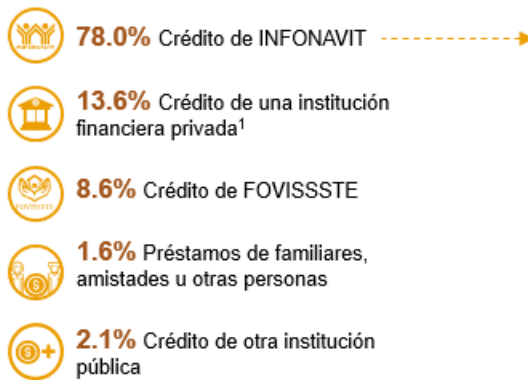 78.0% Crédito de INFONAVIT
13.6% Crédito de una institución
financiera privada¹
8.6% Crédito de FOVISSSTE
1.6% Préstamos de familiares,
amistades u otras personas
2.1% Crédito de otra institución
pública